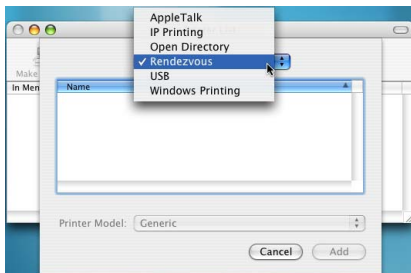 AppleTalk
IP Printing
Open Directory
✓ Rendezvous
USB
Windows Printing
Make
In Men
Name
Printer Model: Generic
Cancel Add